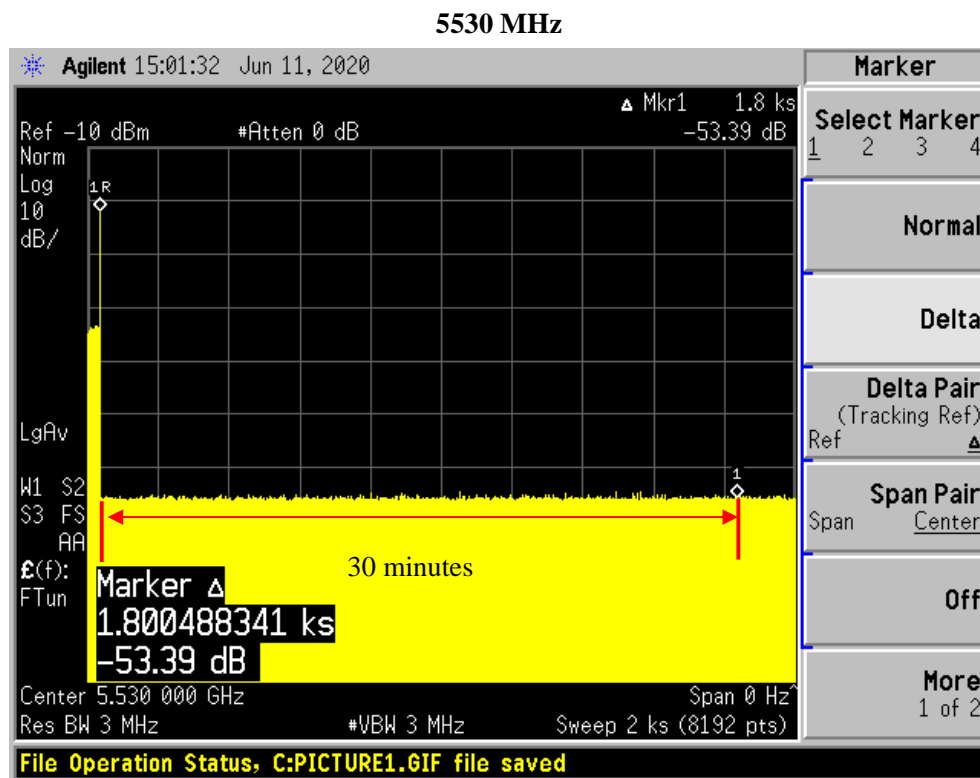 5530 MHz
Agilent 15:01:32 Jun 11, 2020
Marker
Δ Mkr1 1.8 ks
Ref -10 dBm #Atten 0 dB -53.39 dB
Norm
Log
10
dB/
1R
LgAv
1
W1 S2
S3 FS
AA
£(f):
FTun
30 minutes
Marker Δ
1.800488341 ks
-53.39 dB
Center 5.530 000 GHz Span 0 Hz^
Res BW 3 MHz #VBW 3 MHz Sweep 2 ks (8192 pts)
File Operation Status, C:PICTURE1.GIF file saved
Select Marker
1 2 3 4
Normal
Delta
Delta Pair
(Tracking Ref)
Ref Δ
Span Pair
Span Center
Off
More
1 of 2